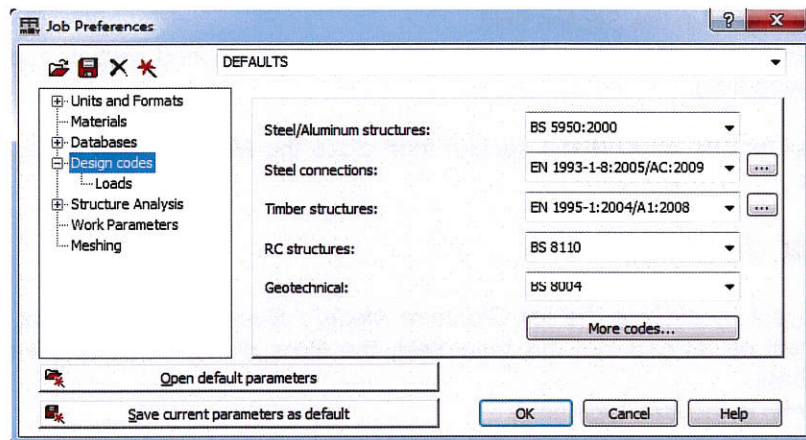 Job Preferences
DEFAULTS
Units and Formats
Materials
Databases
Design codes
Loads
Structure Analysis
Work Parameters
Meshing
Steel/Aluminum structures: BS 5950:2000
Steel connections: EN 1993-1-8:2005/AC:2009 ...
Timber structures: EN 1995-1:2004/A1:2008 ...
RC structures: BS 8110
Geotechnical: BS 8004
More codes...
Open default parameters
Save current parameters as default
OK Cancel Help